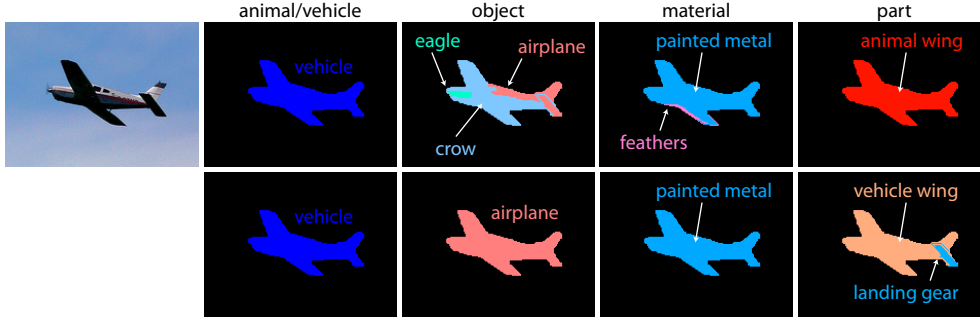 animal/vehicle
object
material
part
vehicle
eagle
airplane
crow
painted metal
feathers
animal wing
vehicle
airplane
painted metal
vehicle wing
landing gear